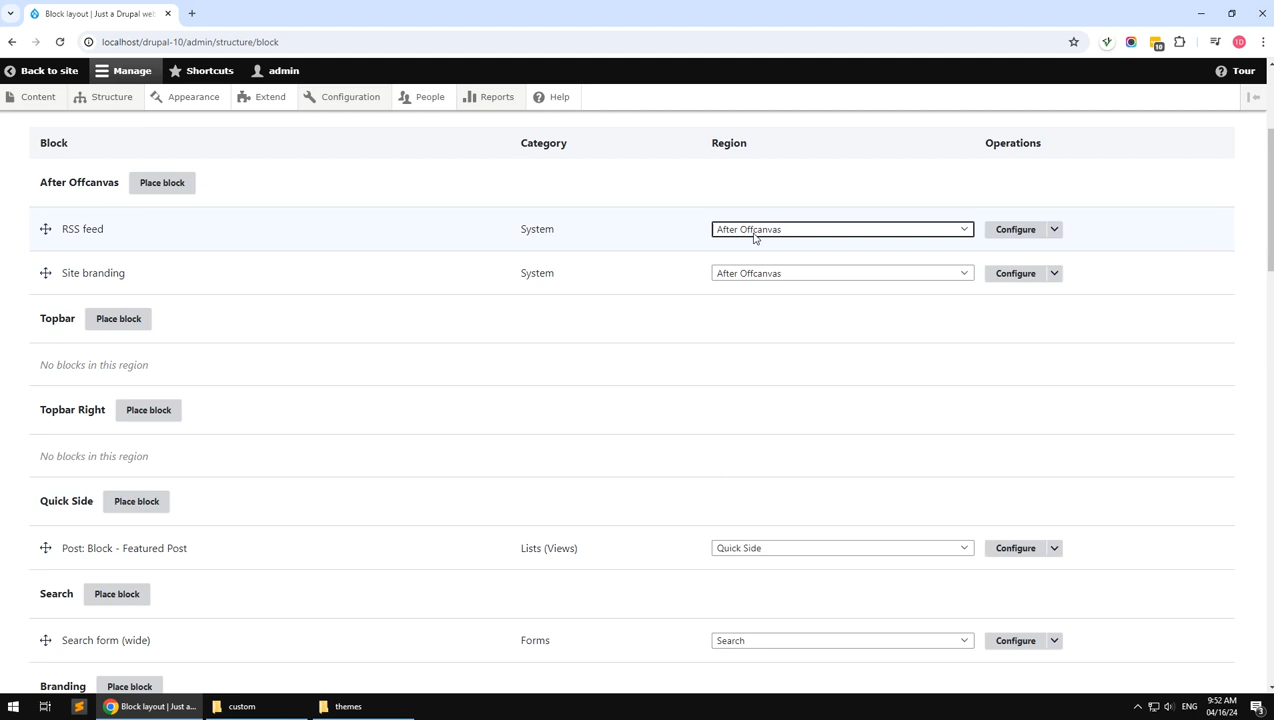 Block layout | Just a Drupal web
localhost/drupal-10/admin/structure/block
10
1D
Back to site
Manage
Shortcuts
admin
Tour
Content
Structure
Appearance
Extend
Configuration
People
Reports
Help
Block
Category
Region
Operations
After Offcanvas
Place block
RSS feed
System
After Offcanvas
Configure
Site branding
System
After Offcanvas
Configure
Topbar
Place block
No blocks in this region
Topbar Right
Place block
No blocks in this region
Quick Side
Place block
Post: Block - Featured Post
Lists (Views)
Quick Side
Configure
Search
Place block
Search form (wide)
Forms
Search
Configure
Branding
Place block
Block layout | Just a...
custom
themes
ENG
9:52 AM
04/16/24
3